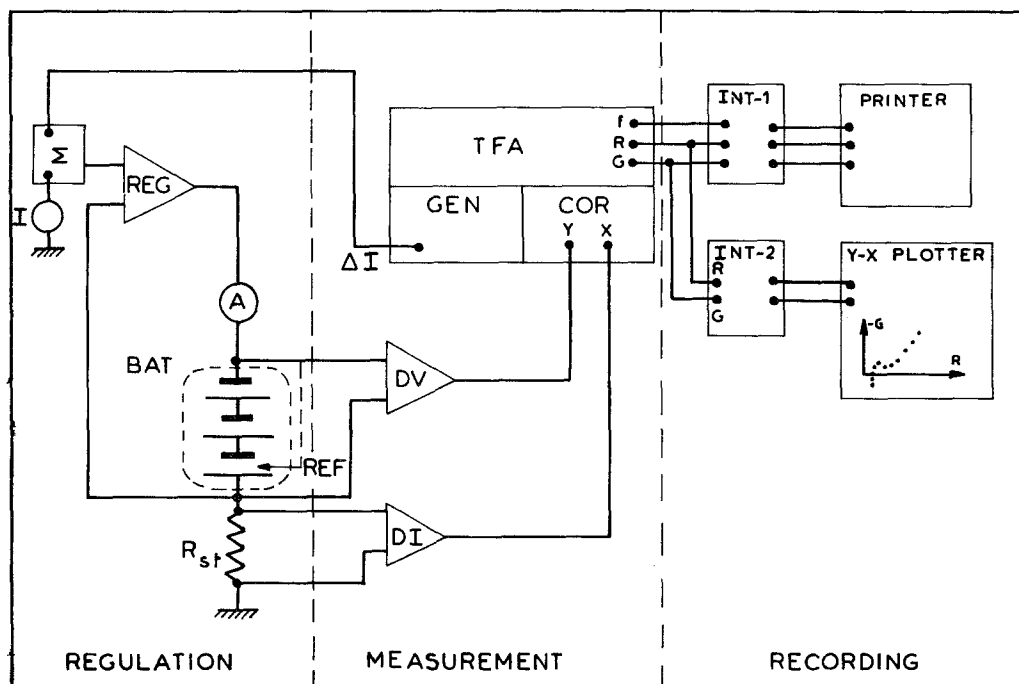 INT-1
PRINTER
f
TFA
R
G
Σ
REG
GEN
COR
Y X
I
ΔI
INT-2
Y-X PLOTTER
R
G
A
-G
R
BAT
DV
REF
DI
Rst
REGULATION
MEASUREMENT
RECORDING